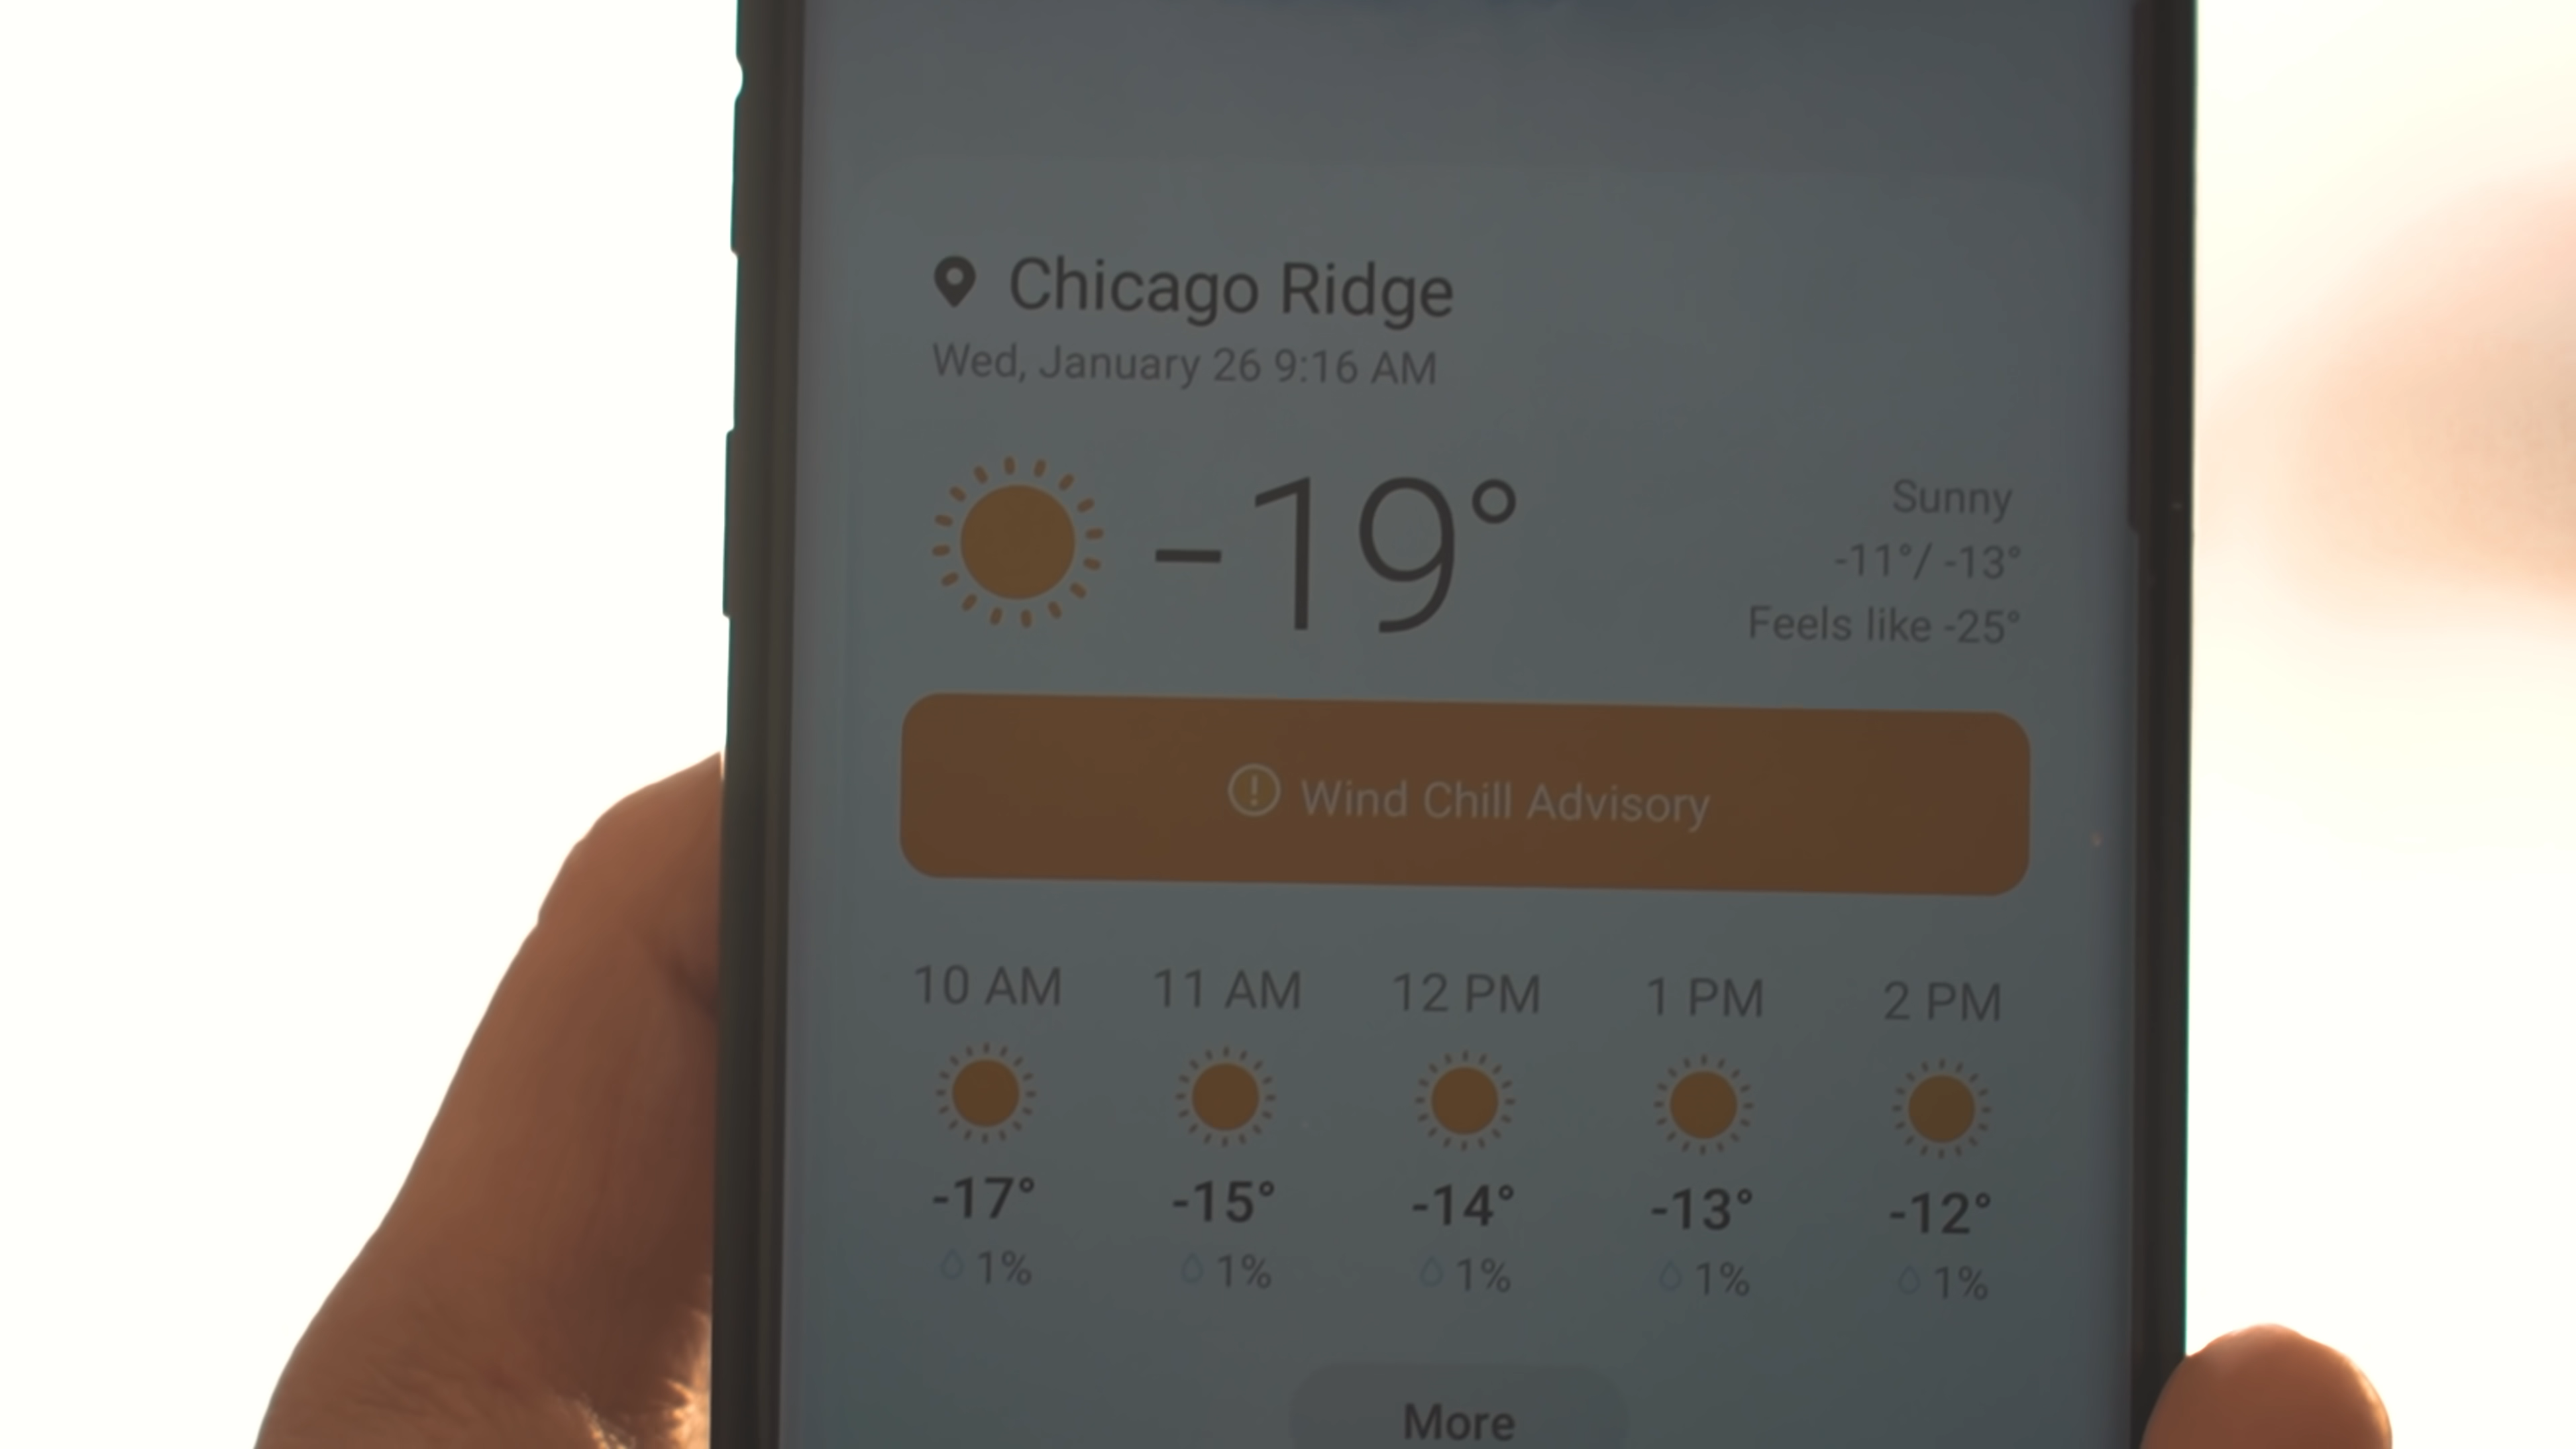 Chicago Ridge
Wed, January 26 9:16 AM
-19°
Sunny
-11°/ -13°
Feels like -25°
Wind Chill Advisory
10 AM 11 AM 12 PM 1 PM 2 PM
-17° -15° -14° -13° -12°
1% 1% 1% 1% 1%
More